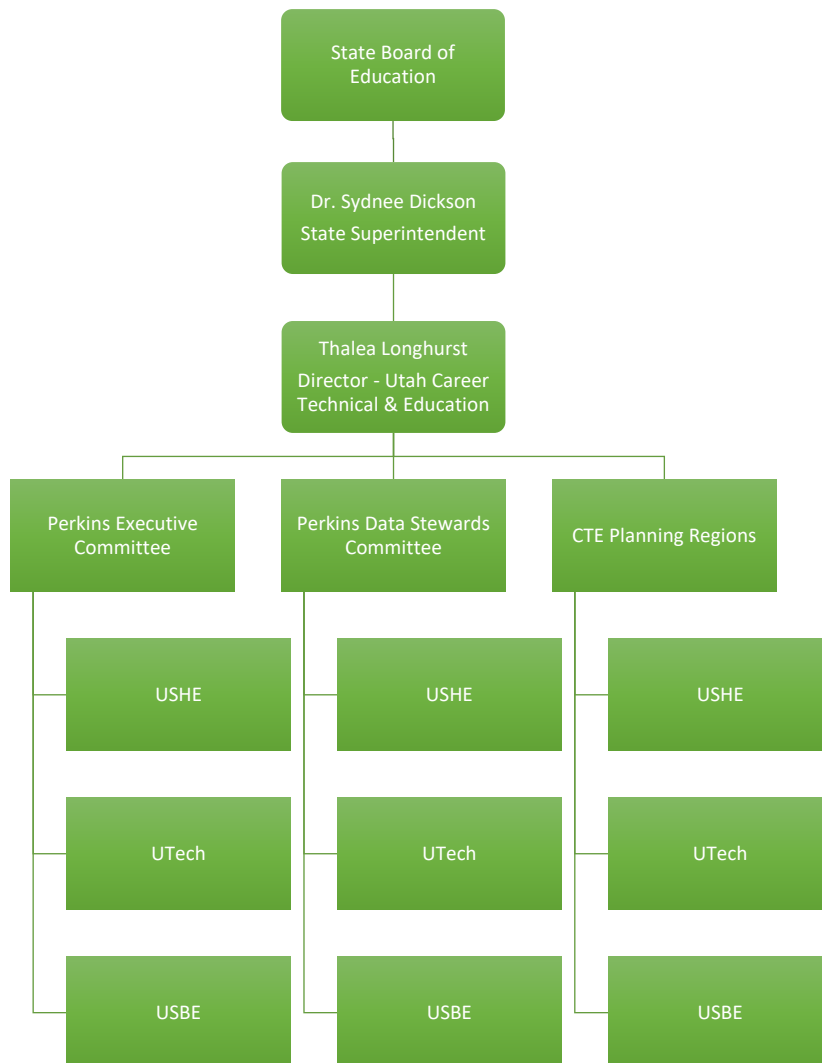 State Board of
Education
Dr. Sydnee Dickson
State Superintendent
Thalea Longhurst
Director - Utah Career
Technical & Education
Perkins Executive
Committee
Perkins Data Stewards
Committee
CTE Planning Regions
USHE
USHE
USHE
UTech
UTech
UTech
USBE
USBE
USBE